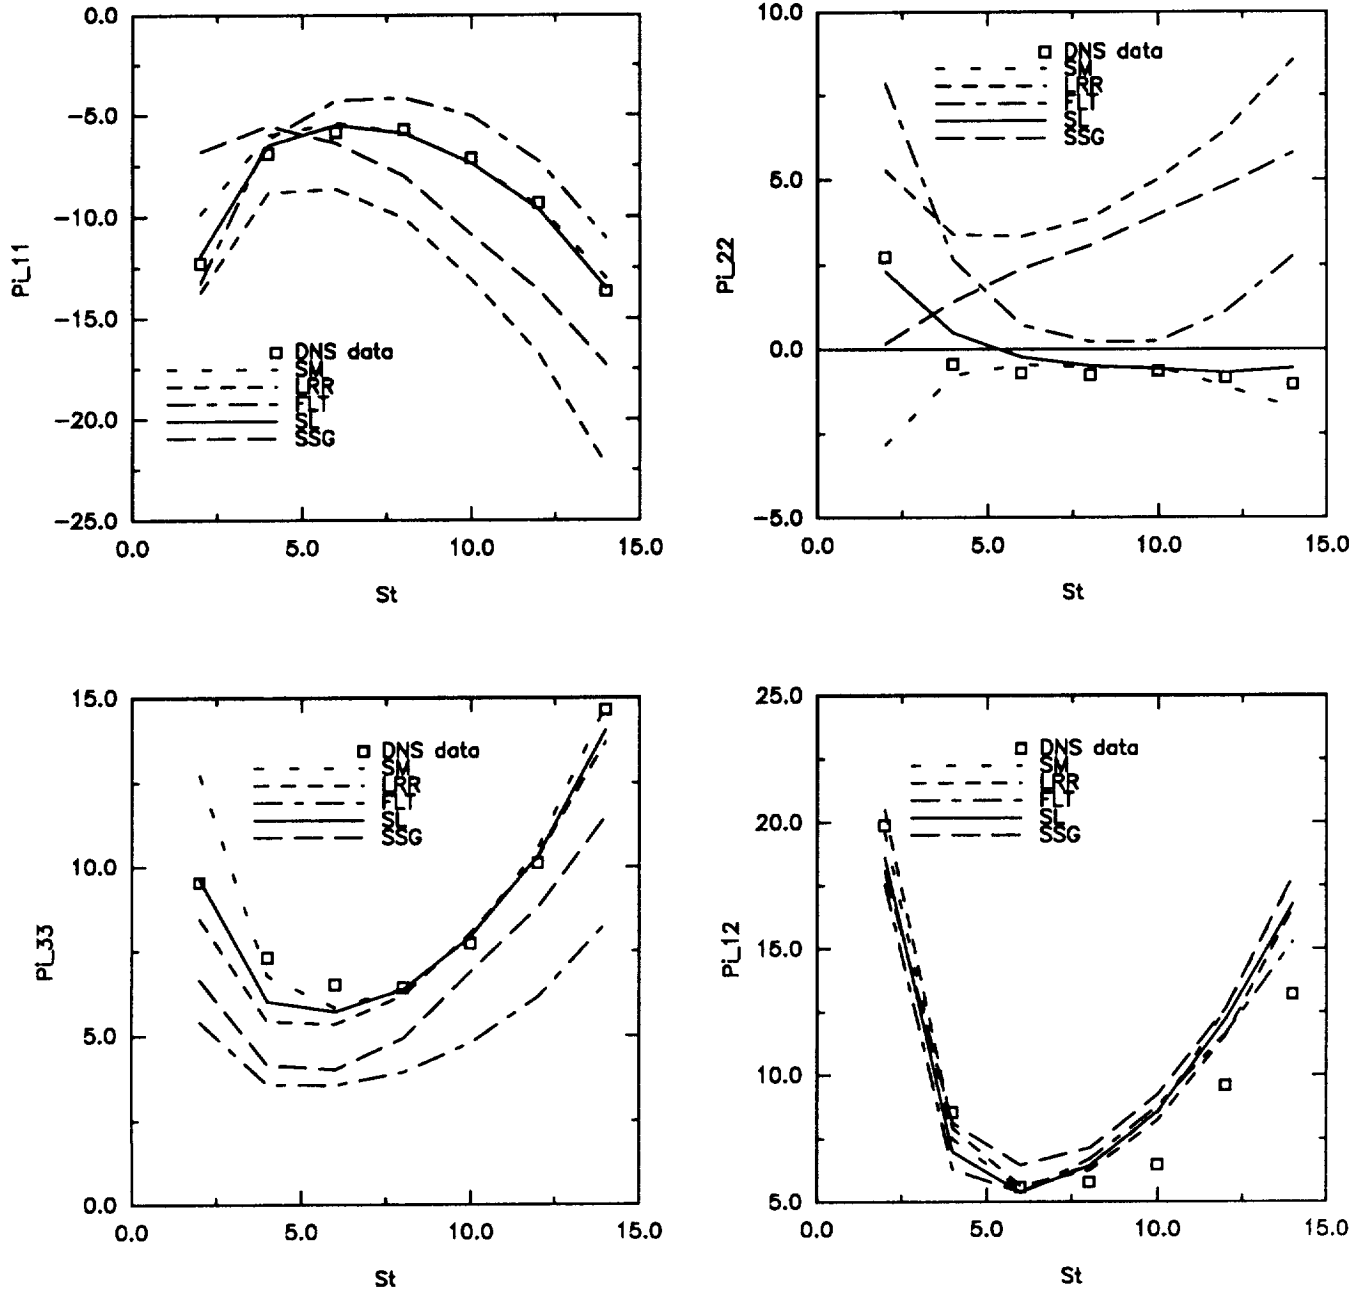 0.0
-5.0
-10.0
-15.0
-20.0
-25.0
Pi_11
DNS data
SM
LRR
FLT
SL
SSG
0.0 5.0 10.0 15.0
St
10.0
5.0
0.0
-5.0
Pi_22
DNS data
SM
LRR
FLT
SL
SSG
0.0 5.0 10.0 15.0
St
15.0
10.0
5.0
0.0
Pi_33
DNS data
SM
LRR
FLT
SL
SSG
0.0 5.0 10.0 15.0
St
25.0
20.0
15.0
10.0
5.0
Pi_12
DNS data
SM
LRR
FLT
SL
SSG
0.0 5.0 10.0 15.0
St